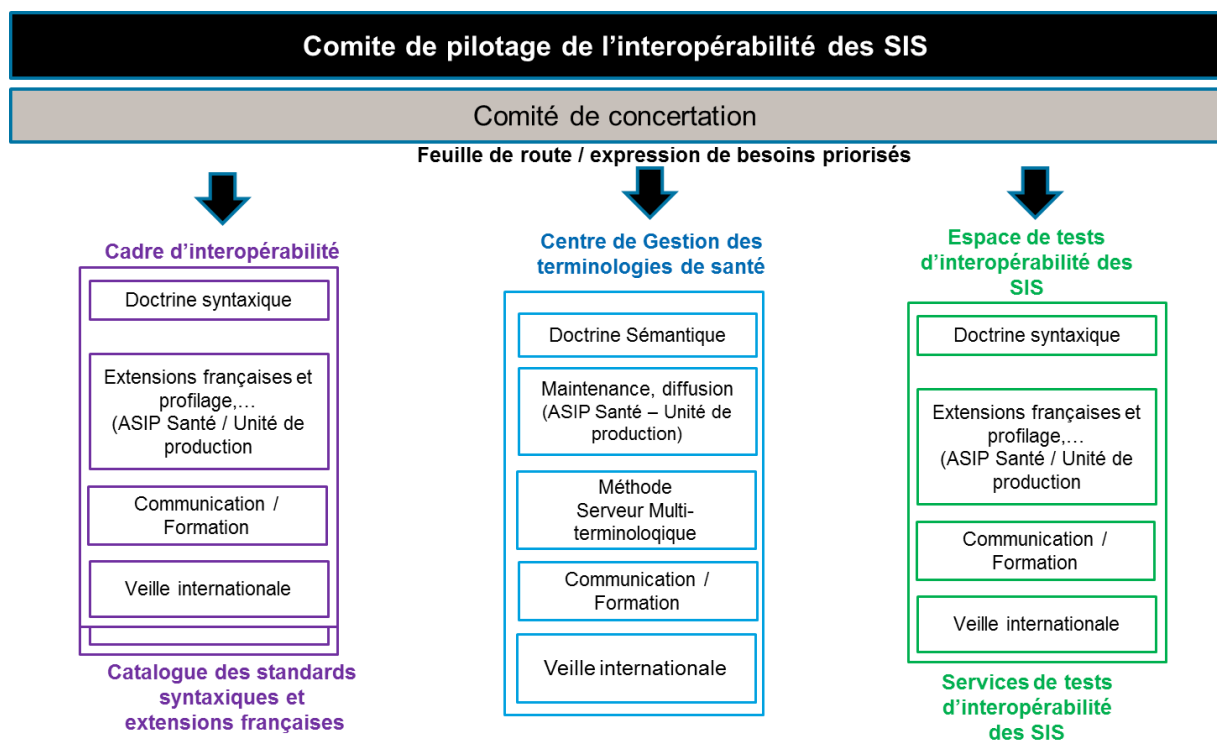 Comite de pilotage de l'interopérabilité des SIS
Comité de concertation
Feuille de route / expression de besoins priorisés
Cadre d'interopérabilité
Doctrine syntaxique
Extensions françaises et
profilage,…
(ASIP Santé / Unité de
production
Communication /
Formation
Veille internationale
Catalogue des standards
syntaxiques et
extensions françaises
Centre de Gestion des
terminologies de santé
Doctrine Sémantique
Maintenance, diffusion
(ASIP Santé – Unité de
production)
Méthode
Serveur Multi-
terminologique
Communication /
Formation
Veille internationale
Espace de tests
d'interopérabilité des
SIS
Doctrine syntaxique
Extensions françaises et
profilage,…
(ASIP Santé / Unité de
production
Communication /
Formation
Veille internationale
Services de tests
d'interopérabilité
des SIS